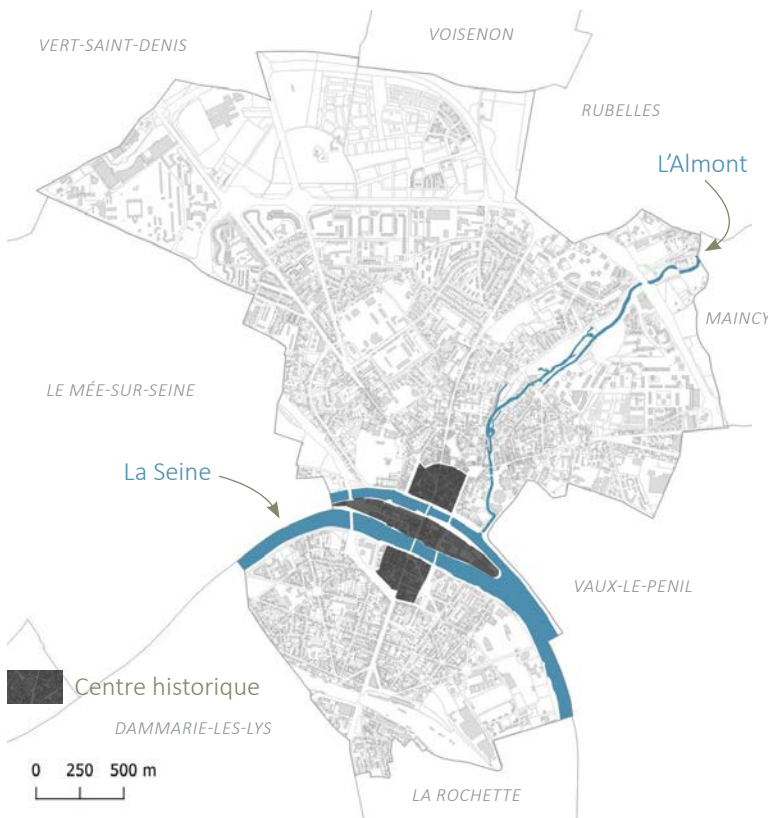 VOISENON
VERT-SAINT-DENIS
RUBELLES
L'Almont
MAINCY
LE MÉE-SUR-SEINE
La Seine
VAUX-LE-PENIL
Centre historique
DAMMARIE-LES-LYS
0 250 500 m
LA ROCHETTE